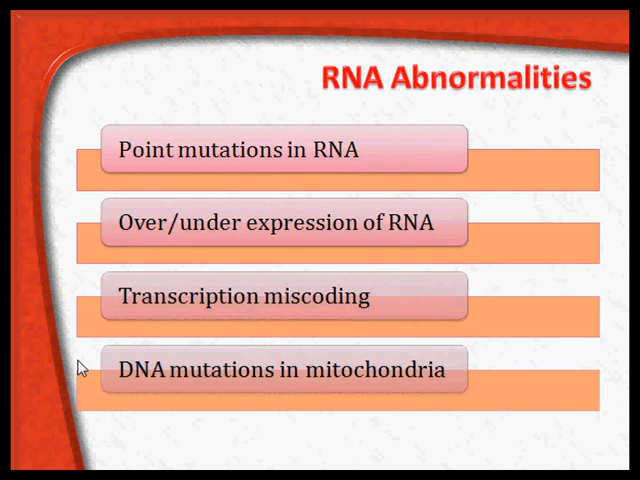 RNA Abnormalities
Point mutations in RNA
Over/under expression of RNA
Transcription miscoding
DNA mutations in mitochondria